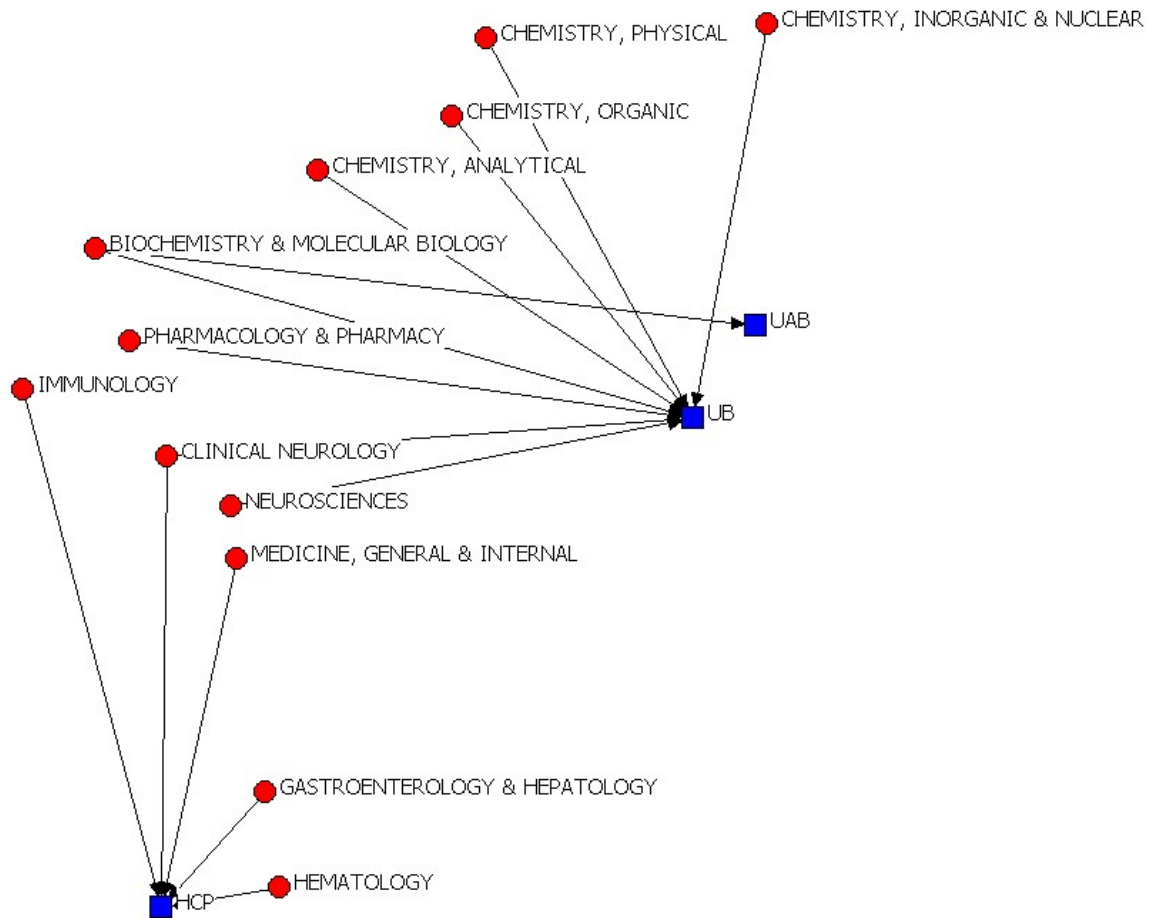 CHEMISTRY, INORGANIC & NUCLEAR
CHEMISTRY, PHYSICAL
CHEMISTRY, ORGANIC
CHEMISTRY, ANALYTICAL
BIOCHEMISTRY & MOLECULAR BIOLOGY
UAB
PHARMACOLOGY & PHARMACY
IMMUNOLOGY
UB
CLINICAL NEUROLOGY
NEUROSCIENCES
MEDICINE, GENERAL & INTERNAL
GASTROENTEROLOGY & HEPATOLOGY
HEMATOLOGY
HCP